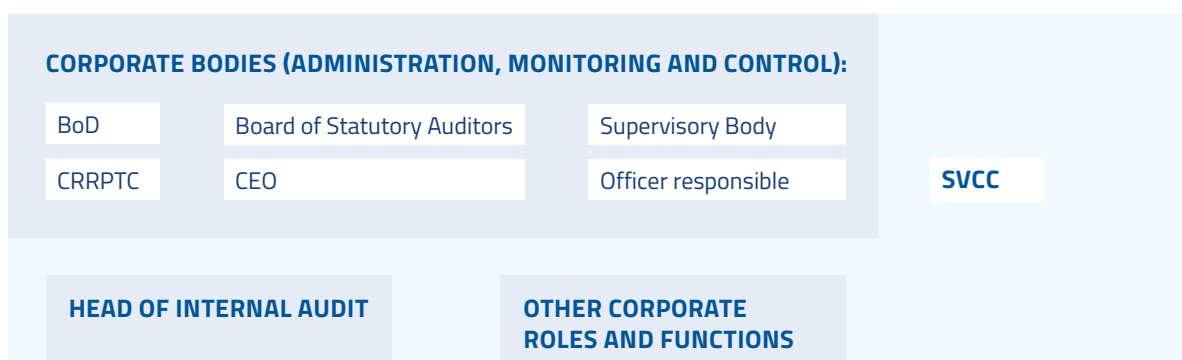 CORPORATE BODIES (ADMINISTRATION, MONITORING AND CONTROL):
BoD
Board of Statutory Auditors
Supervisory Body
CRRPTC
CEO
Officer responsible
SVCC
HEAD OF INTERNAL AUDIT
OTHER CORPORATE
ROLES AND FUNCTIONS